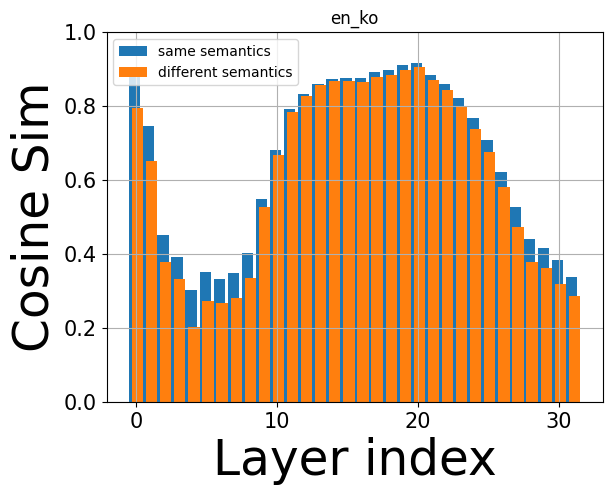 en_ko
same semantics
different semantics
1.0
0.8
0.6
0.4
0.2
0.0
Cosine Sim
0 10 20 30
Layer index